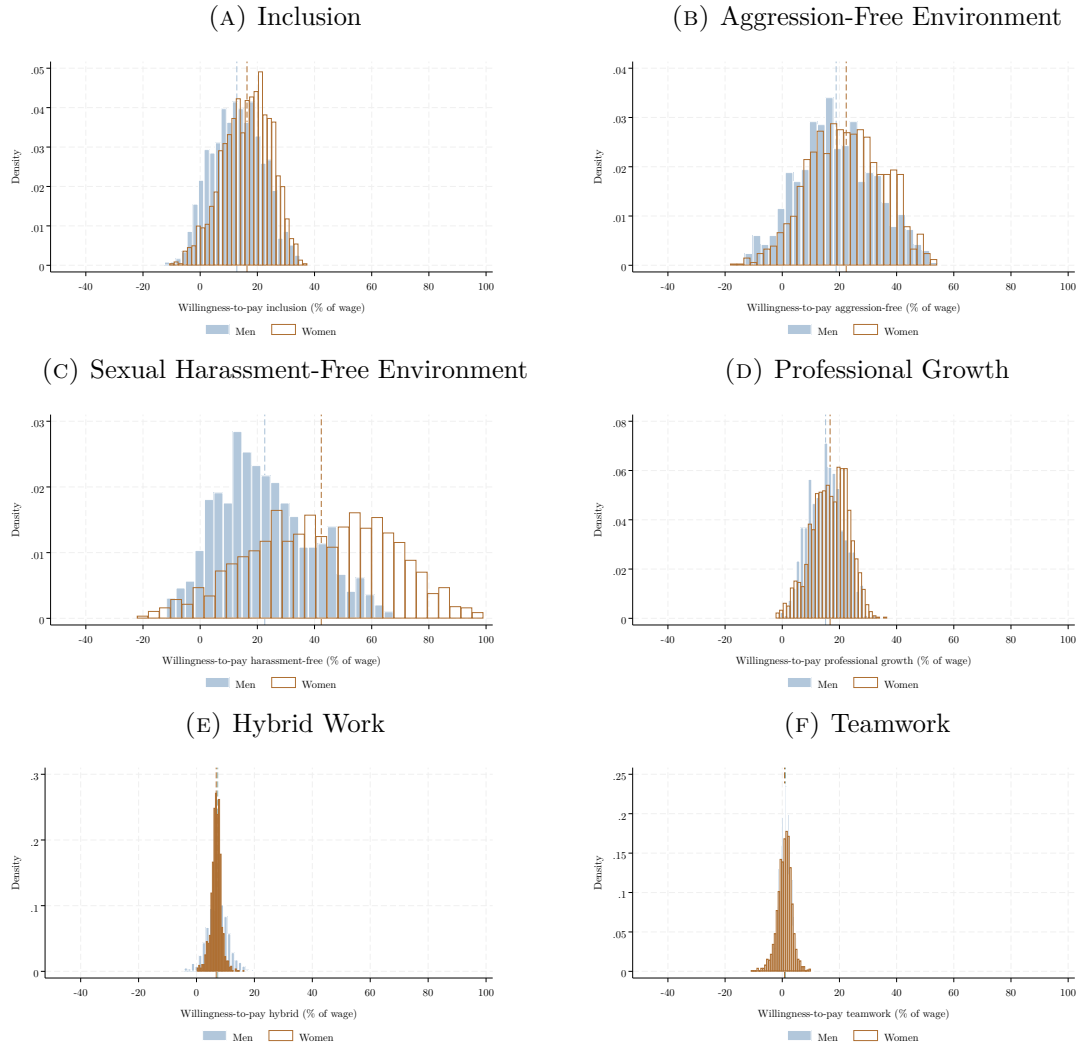 (A) Inclusion
.05
.04
.03
.02
.01
0
Density
-40 -20 0 20 40 60 80 100
Willingness-to-pay inclusion (% of wage)
Men Women
(B) Aggression-Free Environment
.04
.03
.02
.01
0
Density
-40 -20 0 20 40 60 80 100
Willingness-to-pay aggression-free (% of wage)
Men Women
(C) Sexual Harassment-Free Environment
.03
.02
.01
0
Density
-40 -20 0 20 40 60 80 100
Willingness-to-pay harassment-free (% of wage)
Men Women
(D) Professional Growth
.08
.06
.04
.02
0
Density
-40 -20 0 20 40 60 80 100
Willingness-to-pay professional growth (% of wage)
Men Women
(E) Hybrid Work
.3
.2
.1
0
Density
-40 -20 0 20 40 60 80 100
Willingness-to-pay hybrid (% of wage)
Men Women
(F) Teamwork
.25
.2
.15
.1
.05
0
Density
-40 -20 0 20 40 60 80 100
Willingness-to-pay teamwork (% of wage)
Men Women